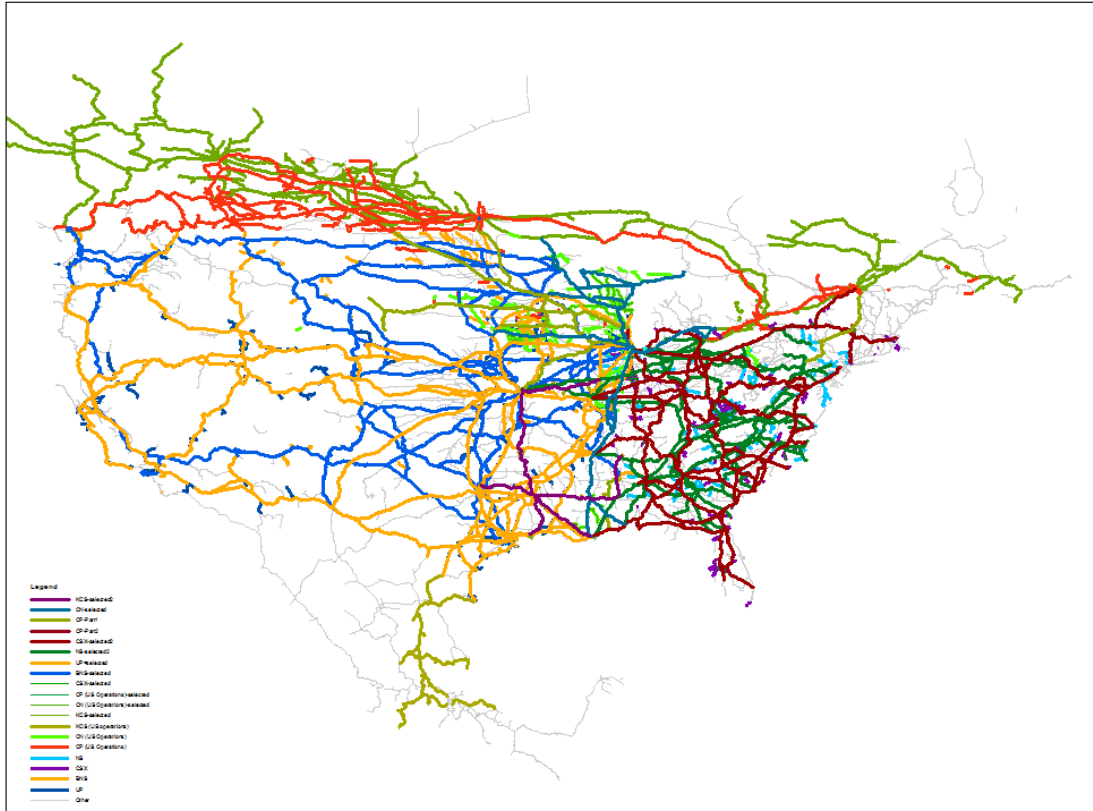 Legend
KCS-selected2
CN-selected
CP-Part1
CP-Part2
CSX-selected2
NS-selected2
UP-selected
BNS-selected
CSX-selected
CP (US Operations)-selected
CN (US Operations)-selected
KCS-selected
KCS (US operations)
CN (US Operations)
CP (US Operations)
NS
CSX
BNS
UP
Other